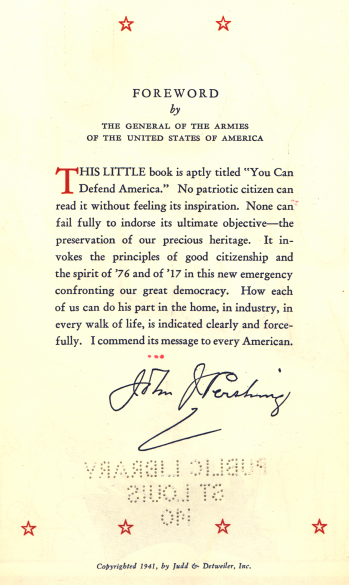 FOREWORD
by
THE GENERAL OF THE ARMIES
OF THE UNITED STATES OF AMERICA
THIS LITTLE book is aptly titled "You Can
Defend America." No patriotic citizen can
read it without feeling its inspiration. None can
fail fully to indorse its ultimate objective—the
preservation of our precious heritage. It in-
vokes the principles of good citizenship and
the spirit of '76 and of '17 in this new emergency
confronting our great democracy. How each
of us can do his part in the home, in industry, in
every walk of life, is indicated clearly and force-
fully. I commend its message to every American.
John J Pershing
PUBLIC LIBRARY
ST LOUIS
MO
Copyrighted 1941, by Judd & Detweiler, Inc.